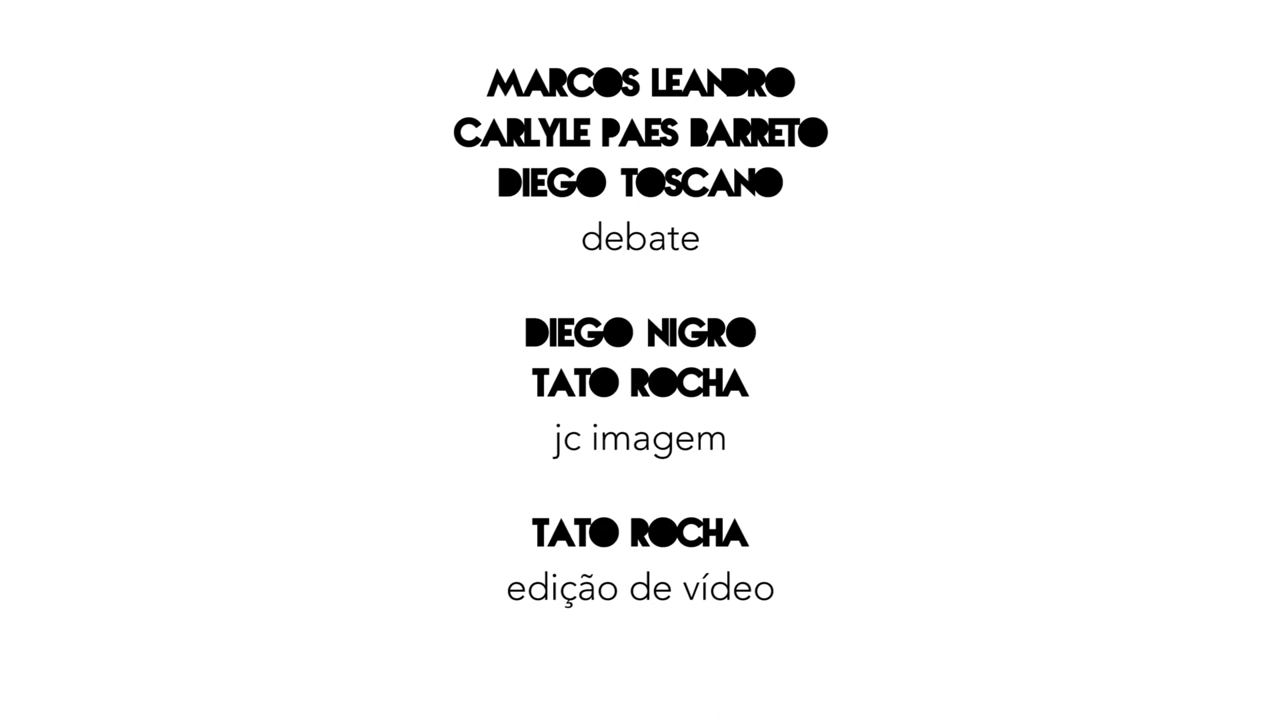 MARCOS LEANDRO
CARLYLE PAES BARRETO
DIEGO TOSCANO
debate
DIEGO NIGRO
TATO ROCHA
jc imagem
TATO ROCHA
edição de vídeo